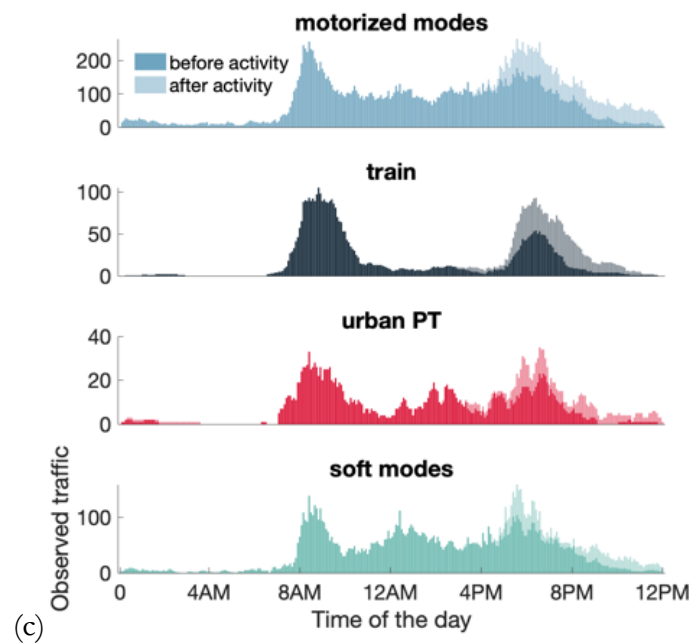 motorized modes
200
100
0
before activity
after activity
train
100
50
0
urban PT
40
20
0
soft modes
100
0
Observed traffic
0 4AM 8AM 12AM 4PM 8PM 12PM
Time of the day
(c)